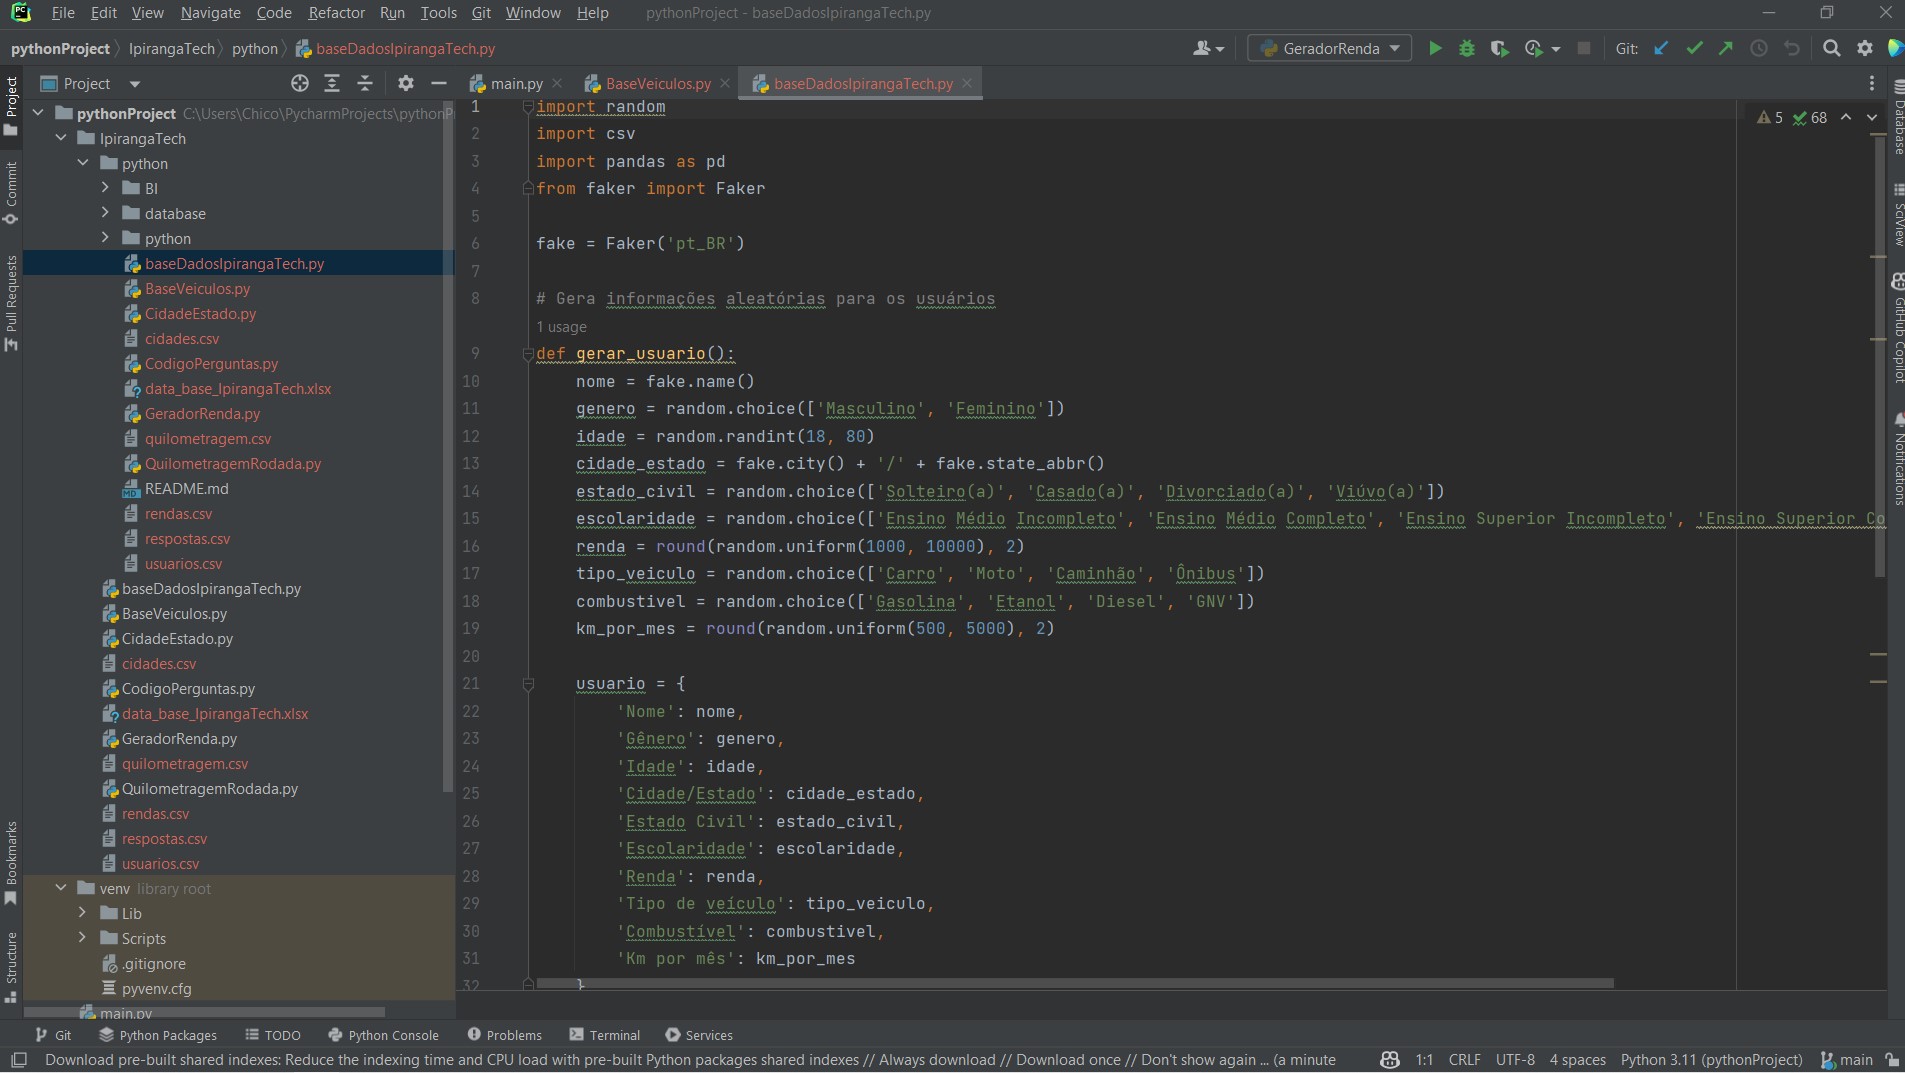 File Edit View Navigate Code Refactor Run Tools Git Window Help pythonProject - baseDadosIpirangaTech.py
pythonProject IpirangaTech python baseDadosIpirangaTech.py GeradorRenda Git:
Project
main.py BaseVeiculos.py baseDadosIpirangaTech.py
Project
Commit
Pull Requests
Bookmarks
Structure
pythonProject C:\Users\Chico\PycharmProjects\pythonP
IpirangaTech
python
BI
database
python
baseDadosIpirangaTech.py
BaseVeiculos.py
CidadeEstado.py
cidades.csv
CodigoPerguntas.py
data_base_IpirangaTech.xlsx
GeradorRenda.py
quilometragem.csv
QuilometragemRodada.py
README.md
rendas.csv
respostas.csv
usuarios.csv
baseDadosIpirangaTech.py
BaseVeiculos.py
CidadeEstado.py
cidades.csv
CodigoPerguntas.py
data_base_IpirangaTech.xlsx
GeradorRenda.py
quilometragem.csv
QuilometragemRodada.py
rendas.csv
respostas.csv
usuarios.csv
venv library root
Lib
Scripts
.gitignore
pyvenv.cfg
main.py
1 import random
2 import csv
3 import pandas as pd
4 from faker import Faker
5
6 fake = Faker('pt_BR')
7
8 # Gera informações aleatórias para os usuários
1 usage
9 def gerar_usuario():
10 nome = fake.name()
11 genero = random.choice(['Masculino', 'Feminino'])
12 idade = random.randint(18, 80)
13 cidade_estado = fake.city() + '/' + fake.state_abbr()
14 estado_civil = random.choice(['Solteiro(a)', 'Casado(a)', 'Divorciado(a)', 'Viúvo(a)'])
15 escolaridade = random.choice(['Ensino Médio Incompleto', 'Ensino Médio Completo', 'Ensino Superior Incompleto', 'Ensino Superior Co
16 renda = round(random.uniform(1000, 10000), 2)
17 tipo_veiculo = random.choice(['Carro', 'Moto', 'Caminhão', 'Ônibus'])
18 combustivel = random.choice(['Gasolina', 'Etanol', 'Diesel', 'GNV'])
19 km_por_mes = round(random.uniform(500, 5000), 2)
20
21 usuario = {
22 'Nome': nome,
23 'Gênero': genero,
24 'Idade': idade,
25 'Cidade/Estado': cidade_estado,
26 'Estado Civil': estado_civil,
27 'Escolaridade': escolaridade,
28 'Renda': renda,
29 'Tipo de veículo': tipo_veiculo,
30 'Combustível': combustivel,
31 'Km por mês': km_por_mes
32 }
5 68
Database
SciView
GitHub Copilot
Notifications
Git Python Packages TODO Python Console Problems Terminal Services
Download pre-built shared indexes: Reduce the indexing time and CPU load with pre-built Python packages shared indexes // Always download // Download once // Don't show again ... (a minute 1:1 CRLF UTF-8 4 spaces Python 3.11 (pythonProject) main